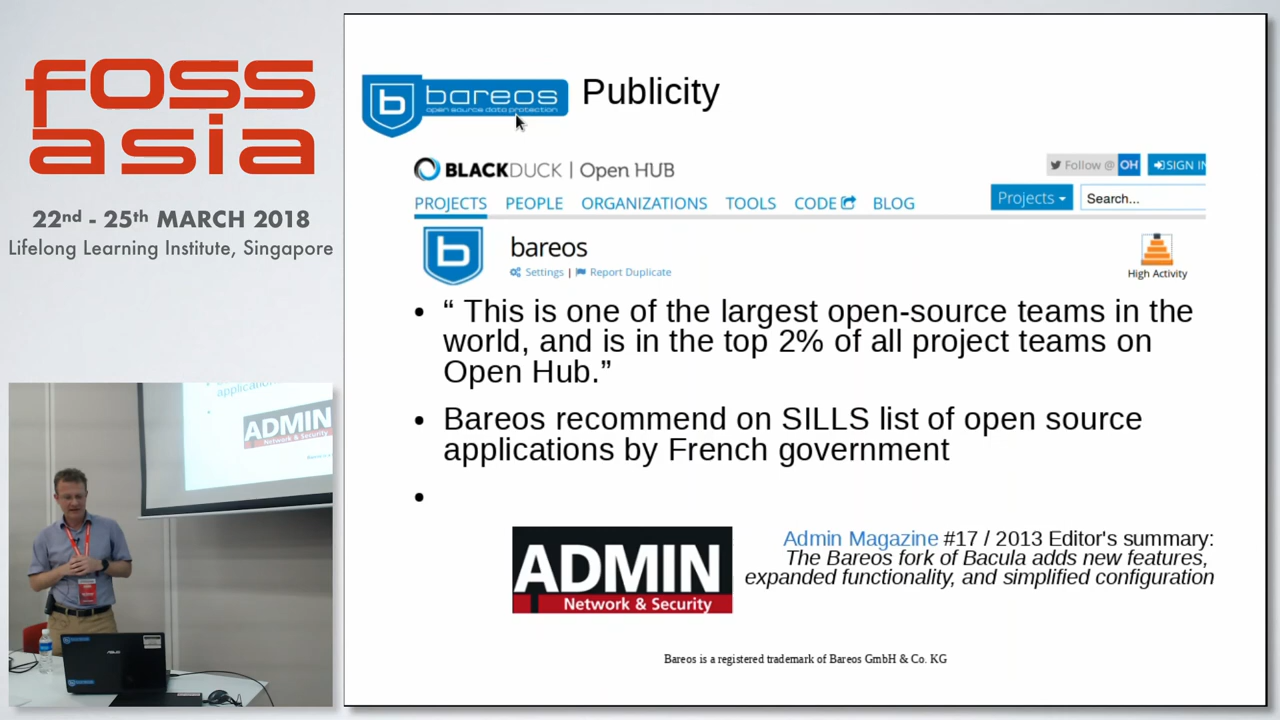 foss
asia
22nd - 25th MARCH 2018
Lifelong Learning Institute, Singapore
bareos
open source data protection
Publicity
BLACKDUCK | Open HUB
Follow @ OH
SIGN IN
PROJECTS PEOPLE ORGANIZATIONS TOOLS CODE BLOG
Projects
Search...
b
bareos
Settings | Report Duplicate
High Activity
• “ This is one of the largest open-source teams in the
world, and is in the top 2% of all project teams on
Open Hub.”
• Bareos recommend on SILLS list of open source
applications by French government
•
ADMIN
Network & Security
Admin Magazine #17 / 2013 Editor's summary:
The Bareos fork of Bacula adds new features,
expanded functionality, and simplified configuration
Bareos is a registered trademark of Bareos GmbH & Co. KG
applications
ADMIN
Network & Security
ASUS